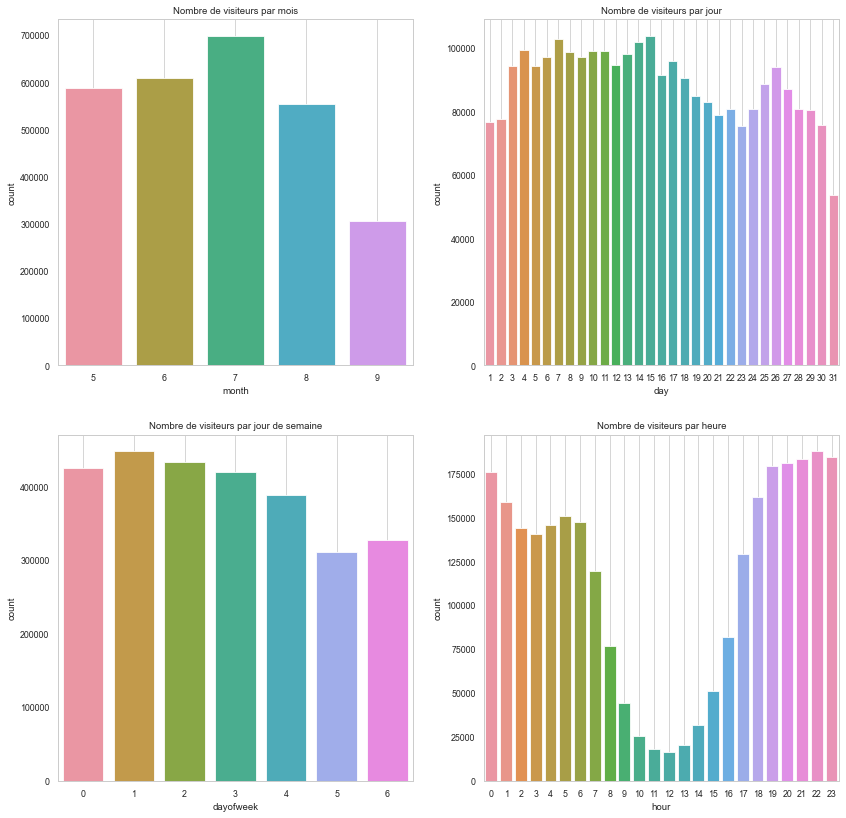 Nombre de visiteurs par mois
700000
600000
500000
400000
300000
200000
100000
0
count
5 6 7 8 9
month
Nombre de visiteurs par jour
100000
80000
60000
40000
20000
0
count
1 2 3 4 5 6 7 8 9 10 11 12 13 14 15 16 17 18 19 20 21 22 23 24 25 26 27 28 29 30 31
day
Nombre de visiteurs par jour de semaine
400000
300000
200000
100000
0
count
0 1 2 3 4 5 6
dayofweek
Nombre de visiteurs par heure
175000
150000
125000
100000
75000
50000
25000
0
count
0 1 2 3 4 5 6 7 8 9 10 11 12 13 14 15 16 17 18 19 20 21 22 23
hour